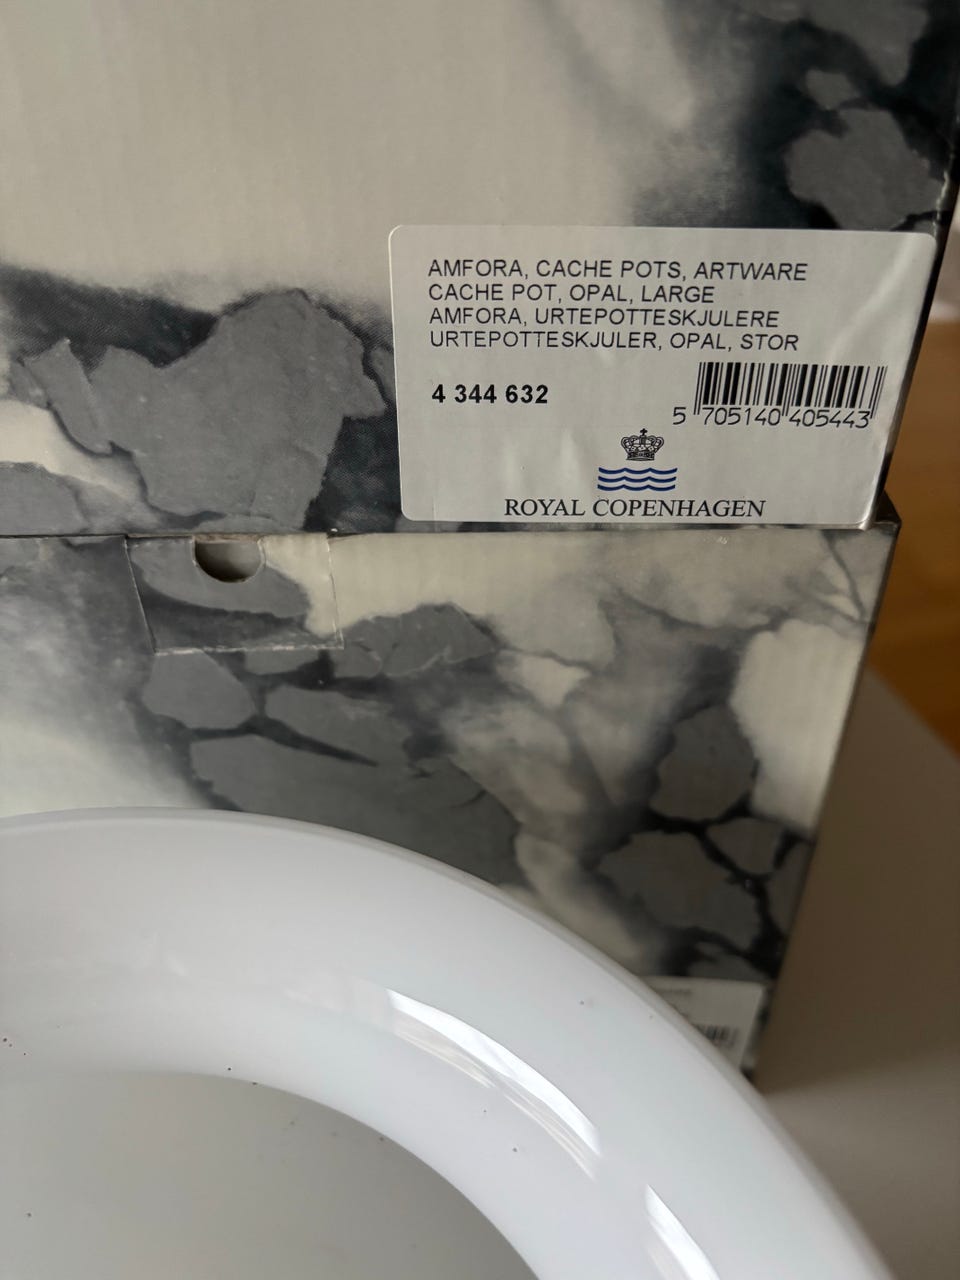 AMFORA, CACHE POTS, ARTWARE
CACHE POT, OPAL, LARGE
AMFORA, URTEPOTTESKJULERE
URTEPOTTESKJULER, OPAL, STOR
4 344 632
5 705140 405443
ROYAL COPENHAGEN